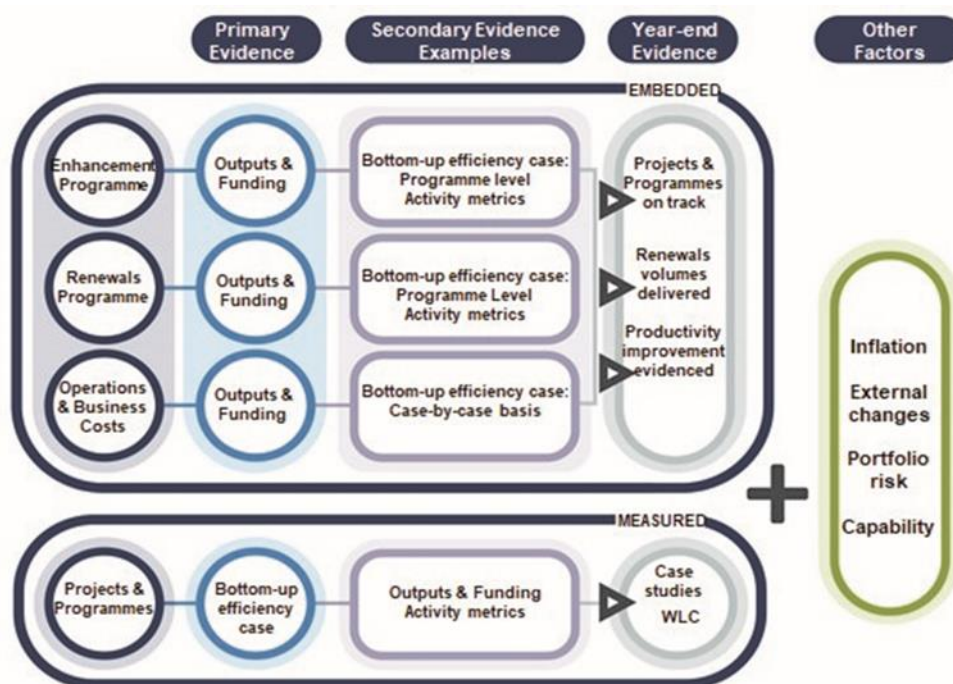 Primary
Evidence
Secondary Evidence
Examples
Year-end
Evidence
Other
Factors
EMBEDDED
Enhancement
Programme
Outputs &
Funding
Bottom-up efficiency case:
Programme level
Activity metrics
Projects &
Programmes
on track
Renewals
Programme
Outputs &
Funding
Bottom-up efficiency case:
Programme Level
Activity metrics
Renewals
volumes
delivered
Operations
& Business
Costs
Outputs &
Funding
Bottom-up efficiency case:
Case-by-case basis
Productivity
improvement
evidenced
Inflation
External
changes
Portfolio
risk
Capability
MEASURED
Projects &
Programmes
Bottom-up
efficiency
case
Outputs & Funding
Activity metrics
Case
studies
WLC